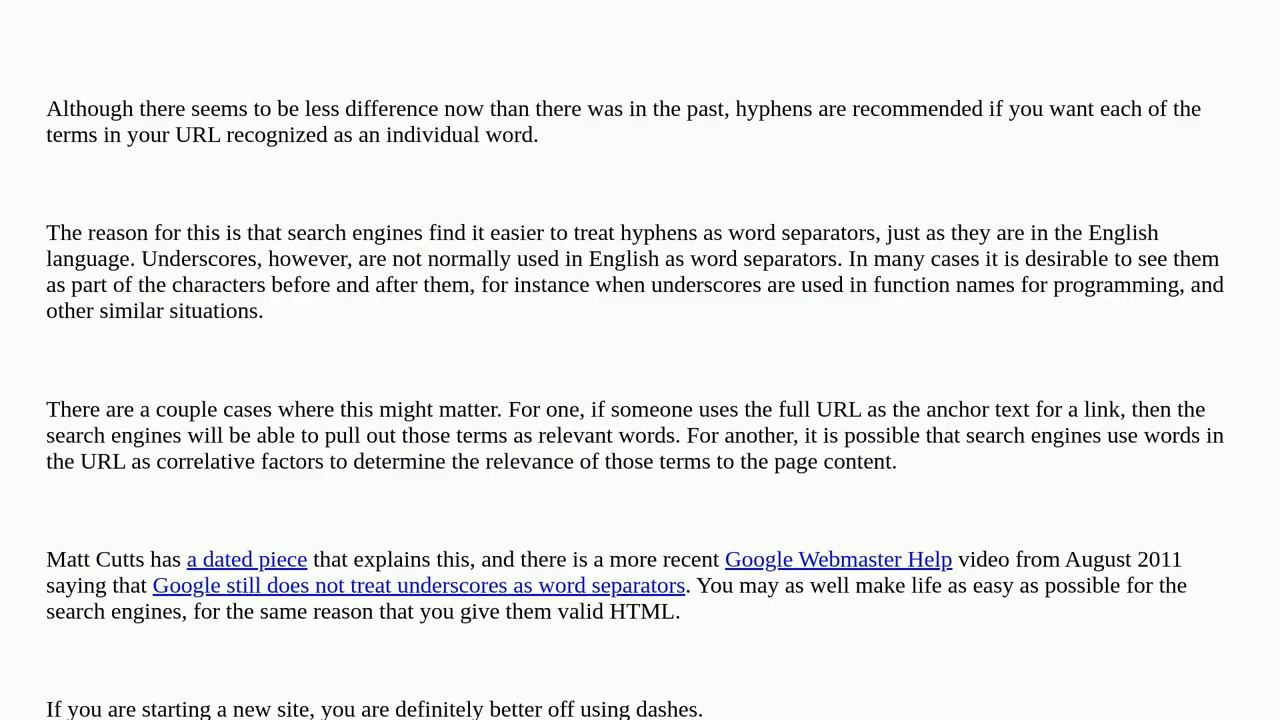 Although there seems to be less difference now than there was in the past, hyphens are recommended if you want each of the
terms in your URL recognized as an individual word.
The reason for this is that search engines find it easier to treat hyphens as word separators, just as they are in the English
language. Underscores, however, are not normally used in English as word separators. In many cases it is desirable to see them
as part of the characters before and after them, for instance when underscores are used in function names for programming, and
other similar situations.
There are a couple cases where this might matter. For one, if someone uses the full URL as the anchor text for a link, then the
search engines will be able to pull out those terms as relevant words. For another, it is possible that search engines use words in
the URL as correlative factors to determine the relevance of those terms to the page content.
Matt Cutts has a dated piece that explains this, and there is a more recent Google Webmaster Help video from August 2011
saying that Google still does not treat underscores as word separators. You may as well make life as easy as possible for the
search engines, for the same reason that you give them valid HTML.
If you are starting a new site, you are definitely better off using dashes.